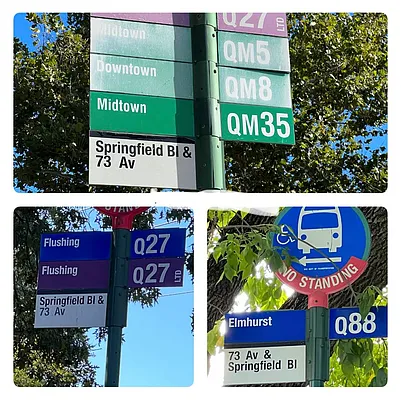 Q27 LTD
Midtown QM5
Downtown QM8
Midtown QM35
Springfield Bl &
73 Av
Flushing Q27
Flushing Q27 LTD
Springfield Bl &
73 Av
NO STANDING
Elmhurst Q88
73 Av &
Springfield Bl